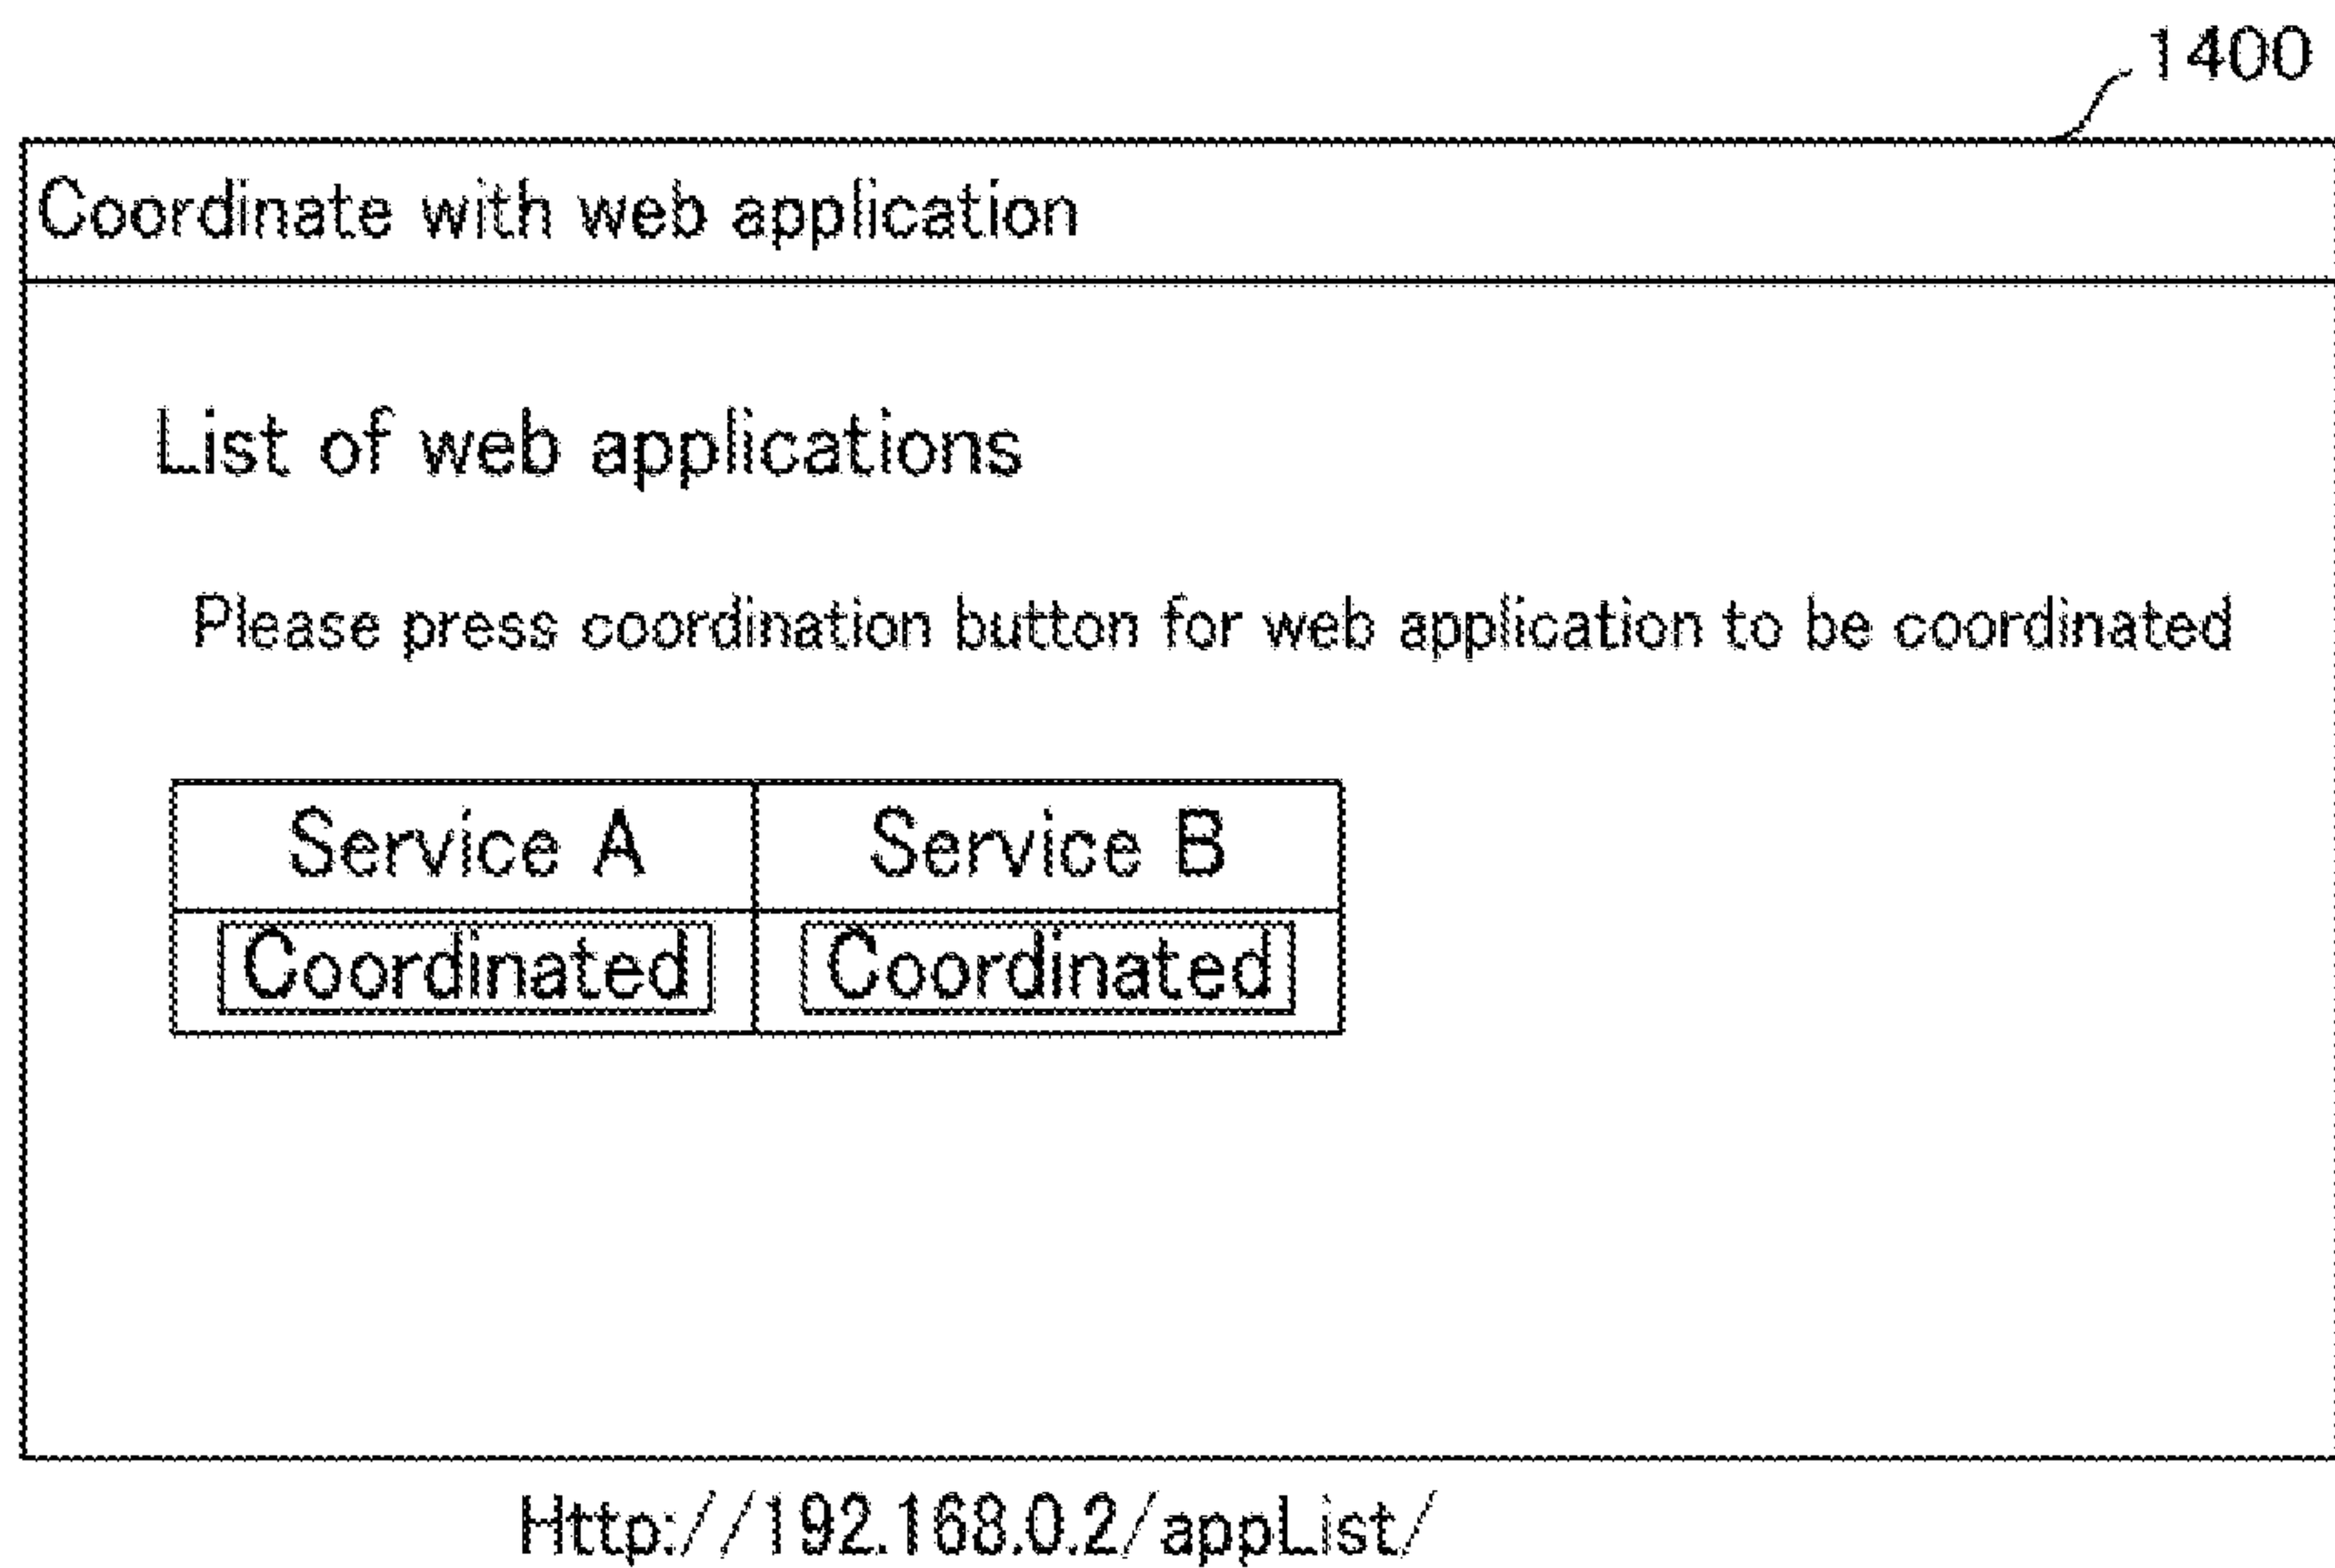 1400
Coordinate with web application
List of web applications
Please press coordination button for web application to be coordinated
Service A Service B
Coordinated Coordinated
Http://192.168.0.2/appList/